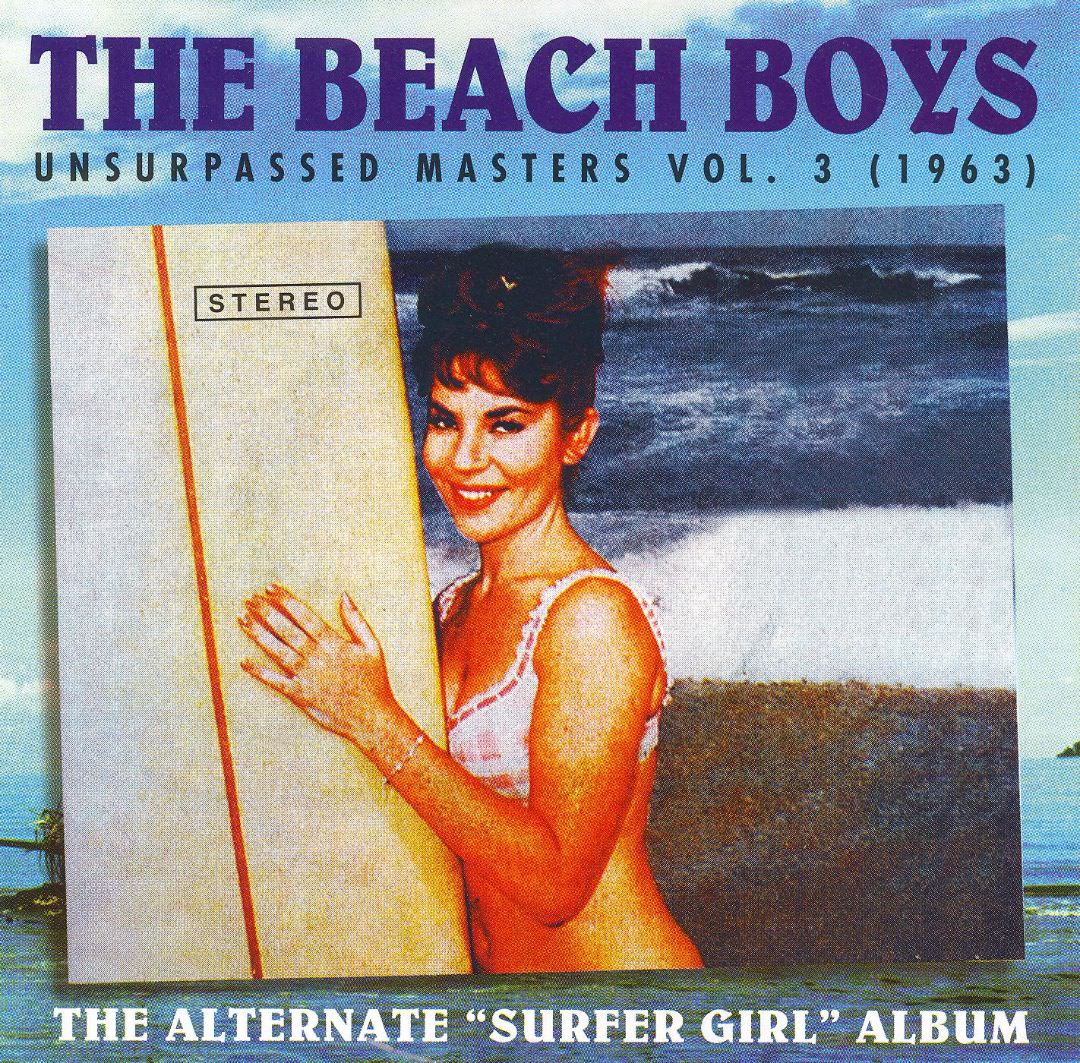 THE BEACH BOYS
UNSURPASSED MASTERS VOL. 3 (1963)
STEREO
THE ALTERNATE “SURFER GIRL” ALBUM